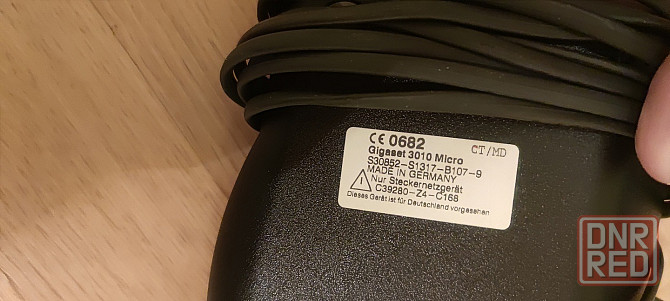 CE 0682
CT/MD
Gigaset 3010 Micro
S30852-S1317-B107-9
MADE IN GERMANY
Nur Steckernetzgerät
C39280-Z4-C168
Dieses Gerät ist für Deutschland vorgesehen
DNR
RED